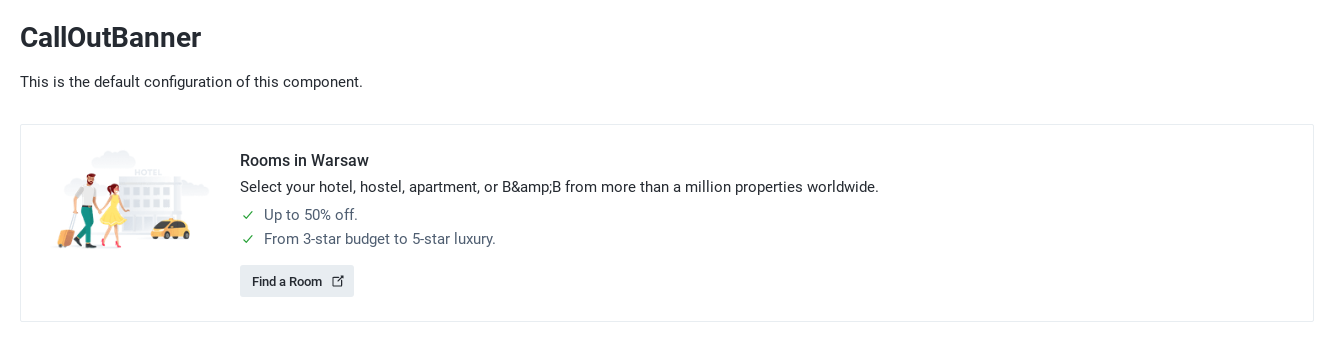 CallOutBanner
This is the default configuration of this component.
HOTEL
Rooms in Warsaw
Select your hotel, hostel, apartment, or B&amp;B from more than a million properties worldwide.
Up to 50% off.
From 3-star budget to 5-star luxury.
Find a Room